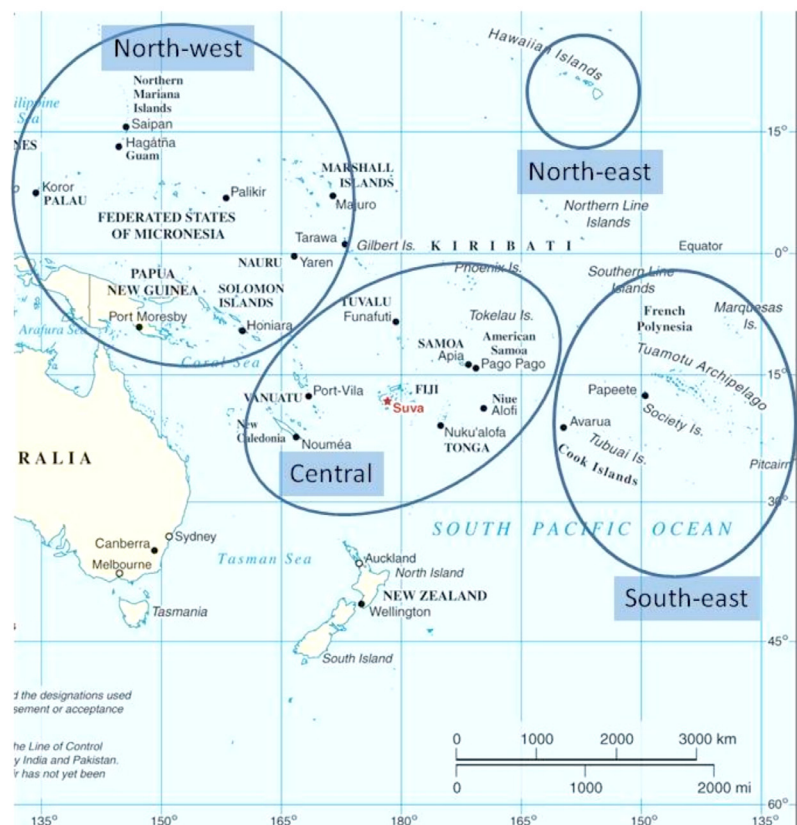 North-west
Hawaiian Islands
Northern
Mariana
Islands
ilippine
Sea
Saipan
15°
NES
Hagåtña
Guam
North-east
MARSHALL
ISLANDS
Koror
PALAU
Palikir
Majuro
Northern Line
Islands
FEDERATED STATES
OF MICRONESIA
Tarawa
Gilbert Is.
KIRIBATI
Equator
0°
NAURU
Yaren
PAPUA
NEW GUINEA
SOLOMON
ISLANDS
Phoenix Is.
Southern Line
Islands
Port Moresby
Arafura Sea
Honiara
TUVALU
Funafuti
Tokelau Is.
French
Polynesia
Marquesas
Is.
Coral Sea
SAMOA
Apia
American
Samoa
Pago Pago
Tuamotu Archipelago
15°
VANUATU
Port-Vila
FIJI
Suva
Niue
Alofi
Papeete
Society Is.
New
Caledonia
Nouméa
Nuku'alofa
TONGA
Avarua
Tubuai Is.
Cook Islands
Pitcairn
RALIA
Central
30°
SOUTH PACIFIC OCEAN
Sydney
Canberra
Melbourne
Tasman Sea
Auckland
North Island
South-east
NEW ZEALAND
Wellington
Tasmania
45°
South Island
d the designations used
sement or acceptance
he Line of Control
y India and Pakistan.
ir has not yet been
0 1000 2000 3000 km
0 1000 2000 mi
60°
135° 150° 165° 180° 165° 150° 135°